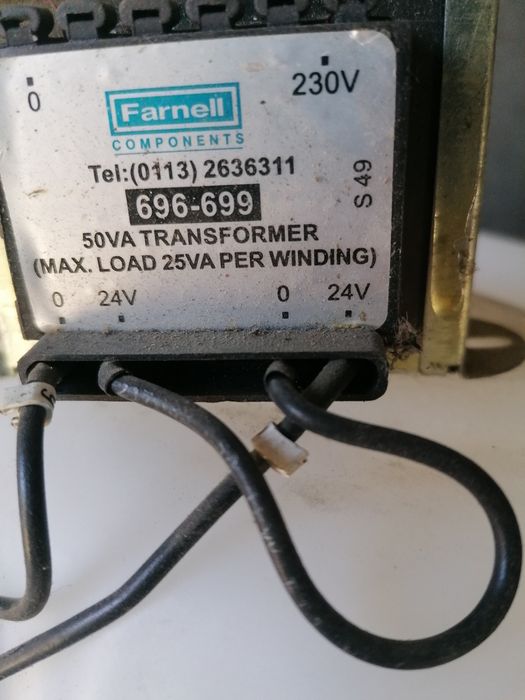 0 230V
Farnell
COMPONENTS
Tel:(0113) 2636311
696-699
S 49
50VA TRANSFORMER
(MAX. LOAD 25VA PER WINDING)
0 24V 0 24V